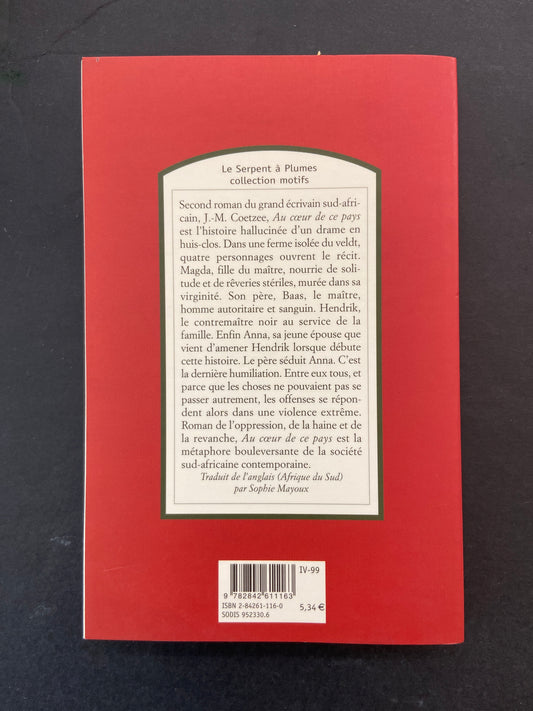 Le Serpent à Plumes
collection motifs
Second roman du grand écrivain sud-afri-
cain, J.-M. Coetzee, Au cœur de ce pays
est l'histoire hallucinée d'un drame en
huis-clos. Dans une ferme isolée du veldt,
quatre personnages ouvrent le récit.
Magda, fille du maître, nourrie de soli-
tude et de rêveries stériles, murée dans sa
virginité. Son père, Baas, le maître,
homme autoritaire et sanguin. Hendrik,
le contremaître noir au service de la
famille. Enfin Anna, sa jeune épouse que
vient d'amener Hendrik lorsque débute
cette histoire. Le père séduit Anna. C'est
la dernière humiliation. Entre eux tous, et
parce que les choses ne pouvaient pas se
passer autrement, les offenses se répon-
dent alors dans une violence extrême.
Roman de l'oppression, de la haine et de
la revanche, Au cœur de ce pays est la
métaphore bouleversante de la société
sud-africaine contemporaine.
Traduit de l'anglais (Afrique du Sud)
par Sophie Mayoux
IV-99
9 782842 611163
ISBN 2-84261-116-0
SODIS 952330.6
5,34 €